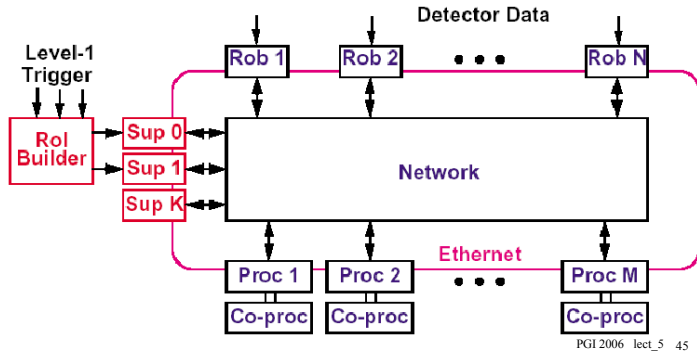 Detector Data
Level-1
Trigger
Rob 1
Rob 2
Rob N
RoI
Builder
Sup 0
Sup 1
Sup K
Network
Ethernet
Proc 1
Proc 2
Proc M
Co-proc
Co-proc
Co-proc
PGI 2006 lect_5 45